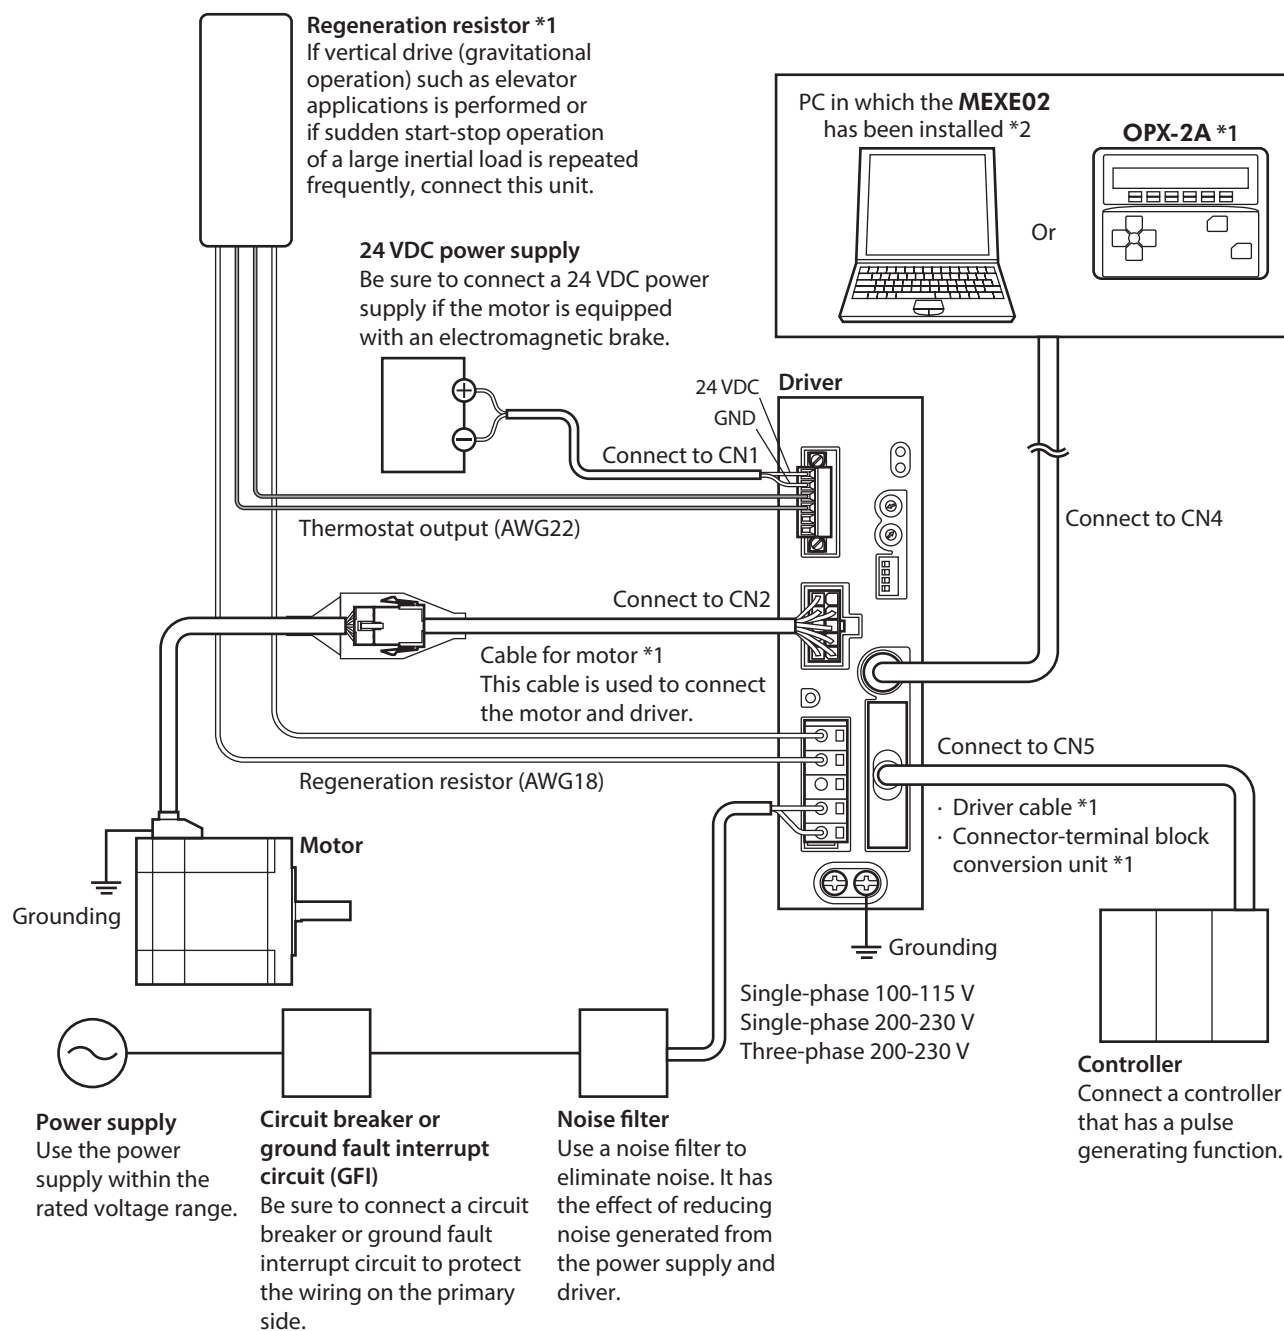 Regeneration resistor *1
If vertical drive (gravitational
operation) such as elevator
applications is performed or
if sudden start-stop operation
of a large inertial load is repeated
frequently, connect this unit.
PC in which the MEXE02
has been installed *2
OPX-2A *1
Or
24 VDC power supply
Be sure to connect a 24 VDC power
supply if the motor is equipped
with an electromagnetic brake.
24 VDC
GND
Driver
Connect to CN1
Thermostat output (AWG22)
Connect to CN4
Connect to CN2
Cable for motor *1
This cable is used to connect
the motor and driver.
Regeneration resistor (AWG18)
Connect to CN5
· Driver cable *1
· Connector-terminal block
conversion unit *1
Motor
Grounding
Grounding
Single-phase 100-115 V
Single-phase 200-230 V
Three-phase 200-230 V
Controller
Connect a controller
that has a pulse
generating function.
Power supply
Use the power
supply within the
rated voltage range.
Circuit breaker or
ground fault interrupt
circuit (GFI)
Be sure to connect a circuit
breaker or ground fault
interrupt circuit to protect
the wiring on the primary
side.
Noise filter
Use a noise filter to
eliminate noise. It has
the effect of reducing
noise generated from
the power supply and
driver.